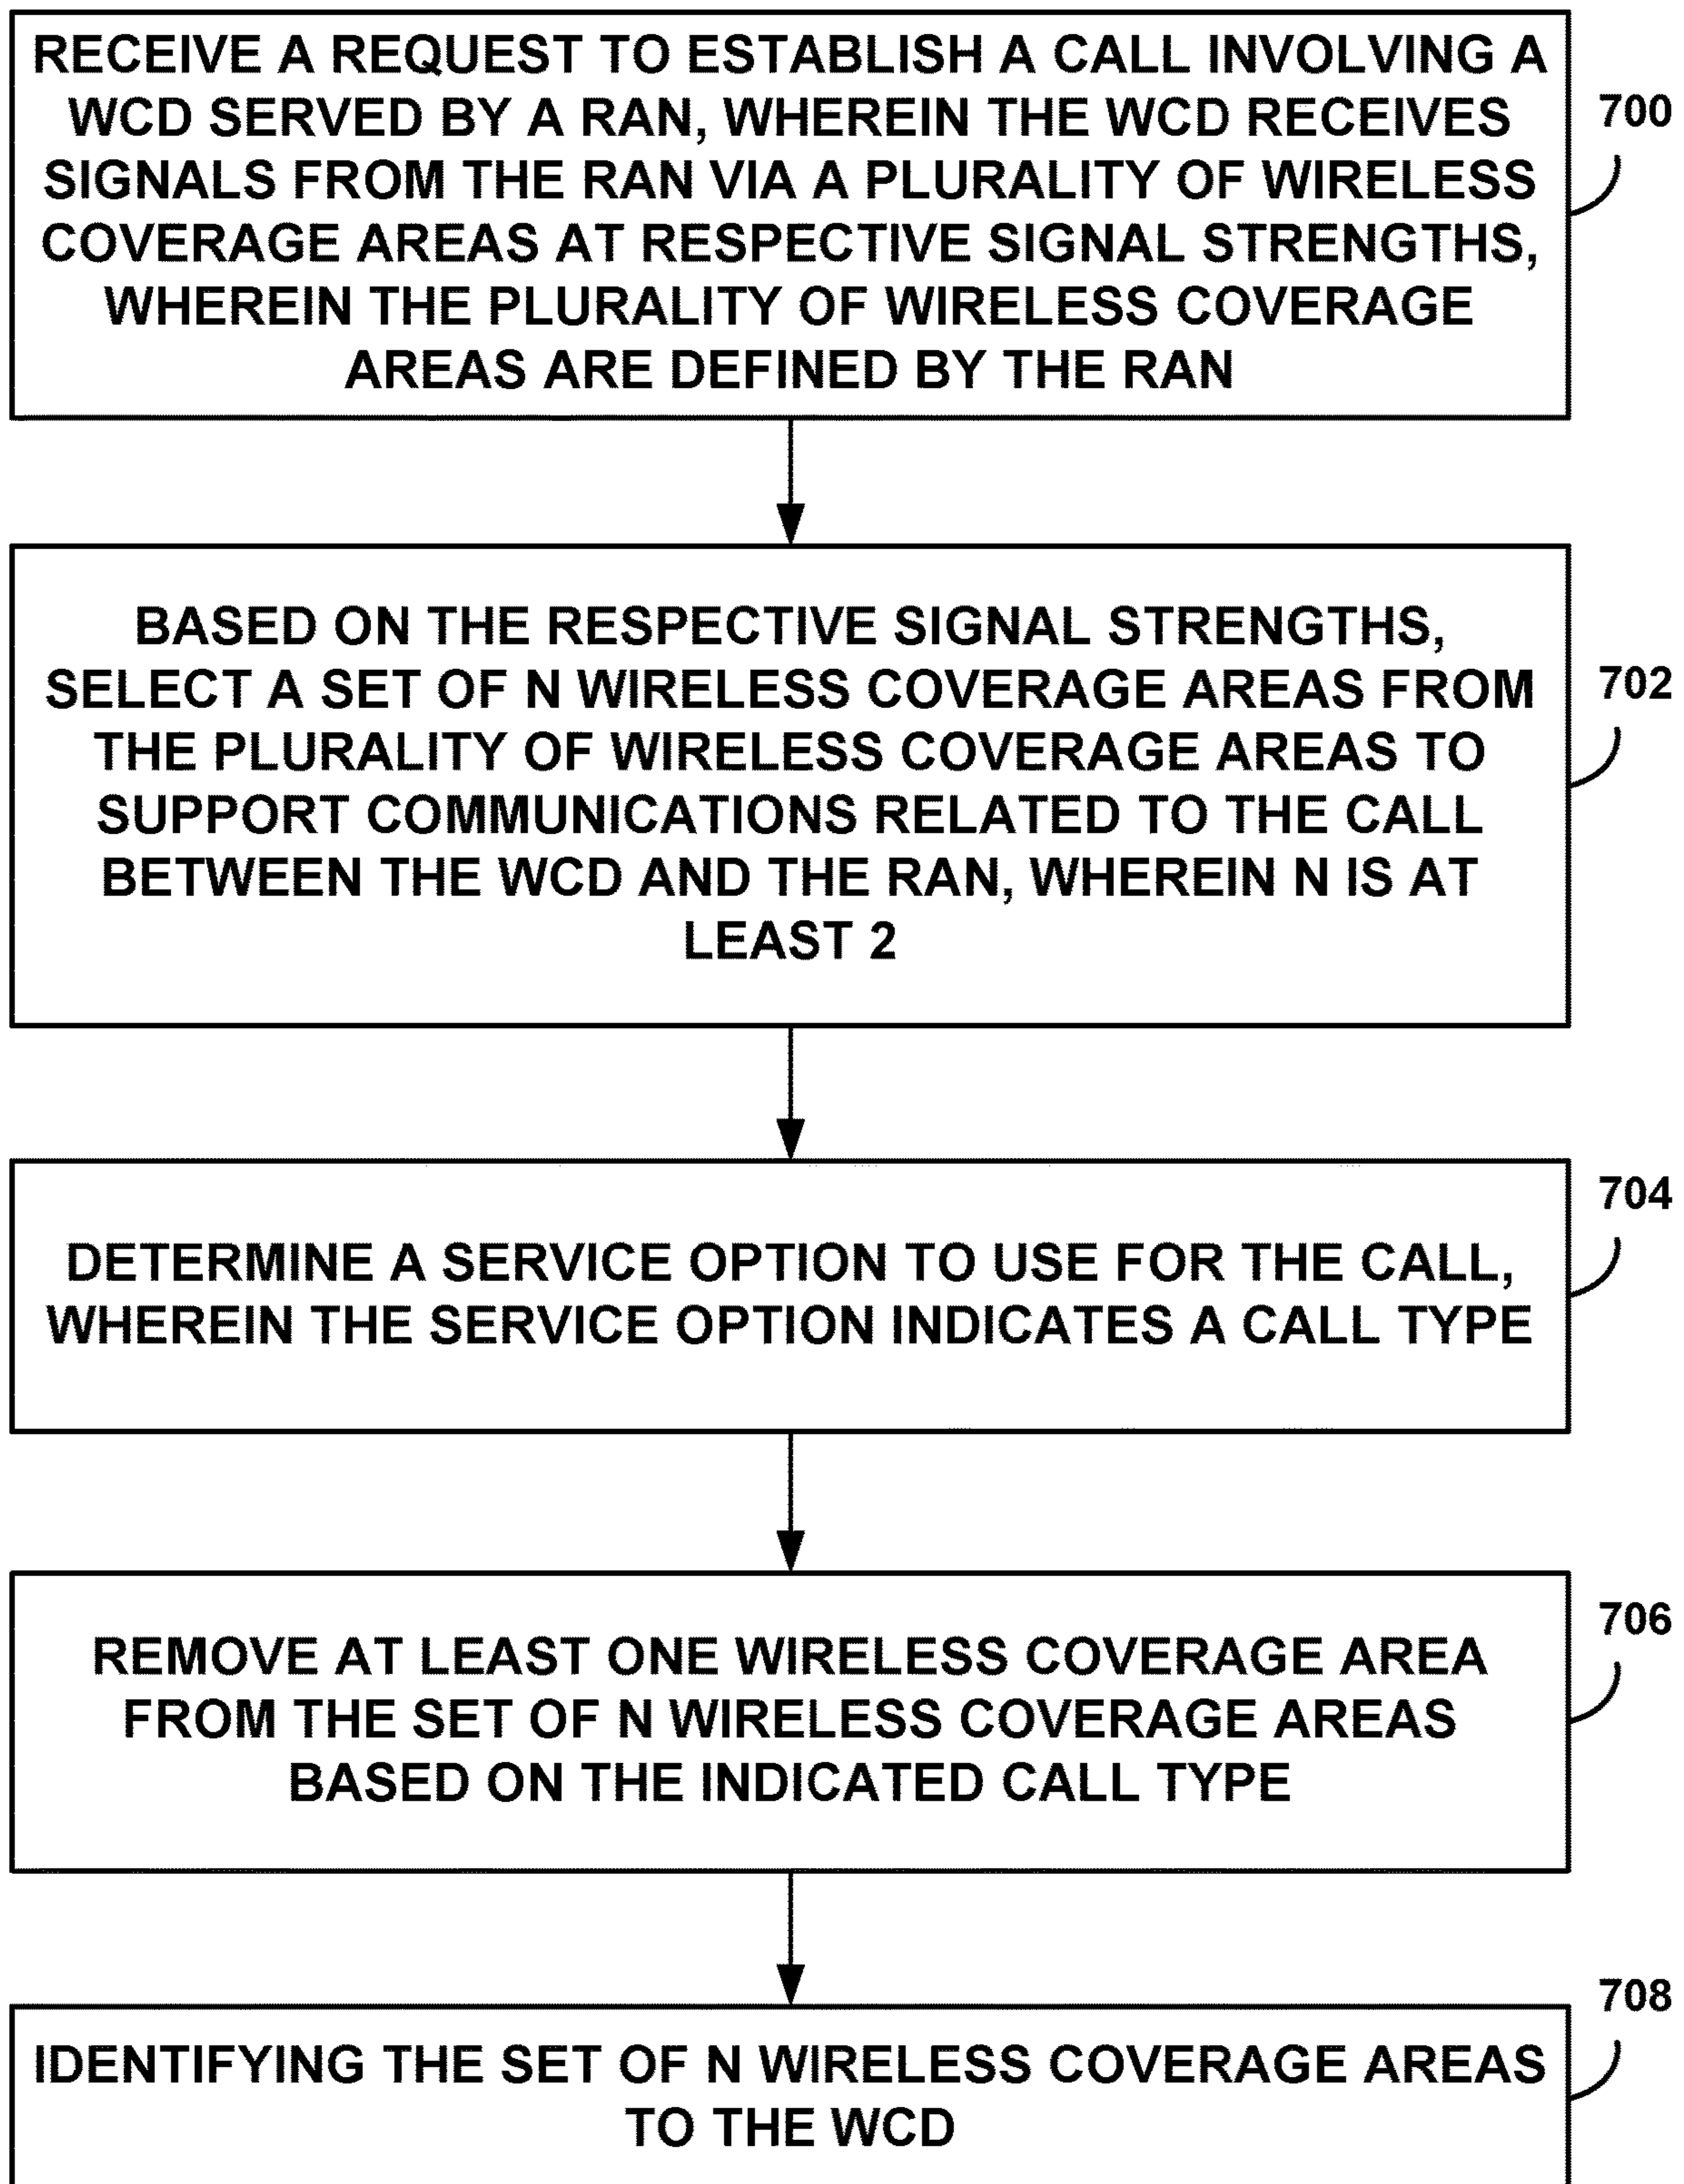 RECEIVE A REQUEST TO ESTABLISH A CALL INVOLVING A
WCD SERVED BY A RAN, WHEREIN THE WCD RECEIVES
SIGNALS FROM THE RAN VIA A PLURALITY OF WIRELESS
COVERAGE AREAS AT RESPECTIVE SIGNAL STRENGTHS,
WHEREIN THE PLURALITY OF WIRELESS COVERAGE
AREAS ARE DEFINED BY THE RAN
700
BASED ON THE RESPECTIVE SIGNAL STRENGTHS,
SELECT A SET OF N WIRELESS COVERAGE AREAS FROM
THE PLURALITY OF WIRELESS COVERAGE AREAS TO
SUPPORT COMMUNICATIONS RELATED TO THE CALL
BETWEEN THE WCD AND THE RAN, WHEREIN N IS AT
LEAST 2
702
DETERMINE A SERVICE OPTION TO USE FOR THE CALL,
WHEREIN THE SERVICE OPTION INDICATES A CALL TYPE
704
REMOVE AT LEAST ONE WIRELESS COVERAGE AREA
FROM THE SET OF N WIRELESS COVERAGE AREAS
BASED ON THE INDICATED CALL TYPE
706
IDENTIFYING THE SET OF N WIRELESS COVERAGE AREAS
TO THE WCD
708